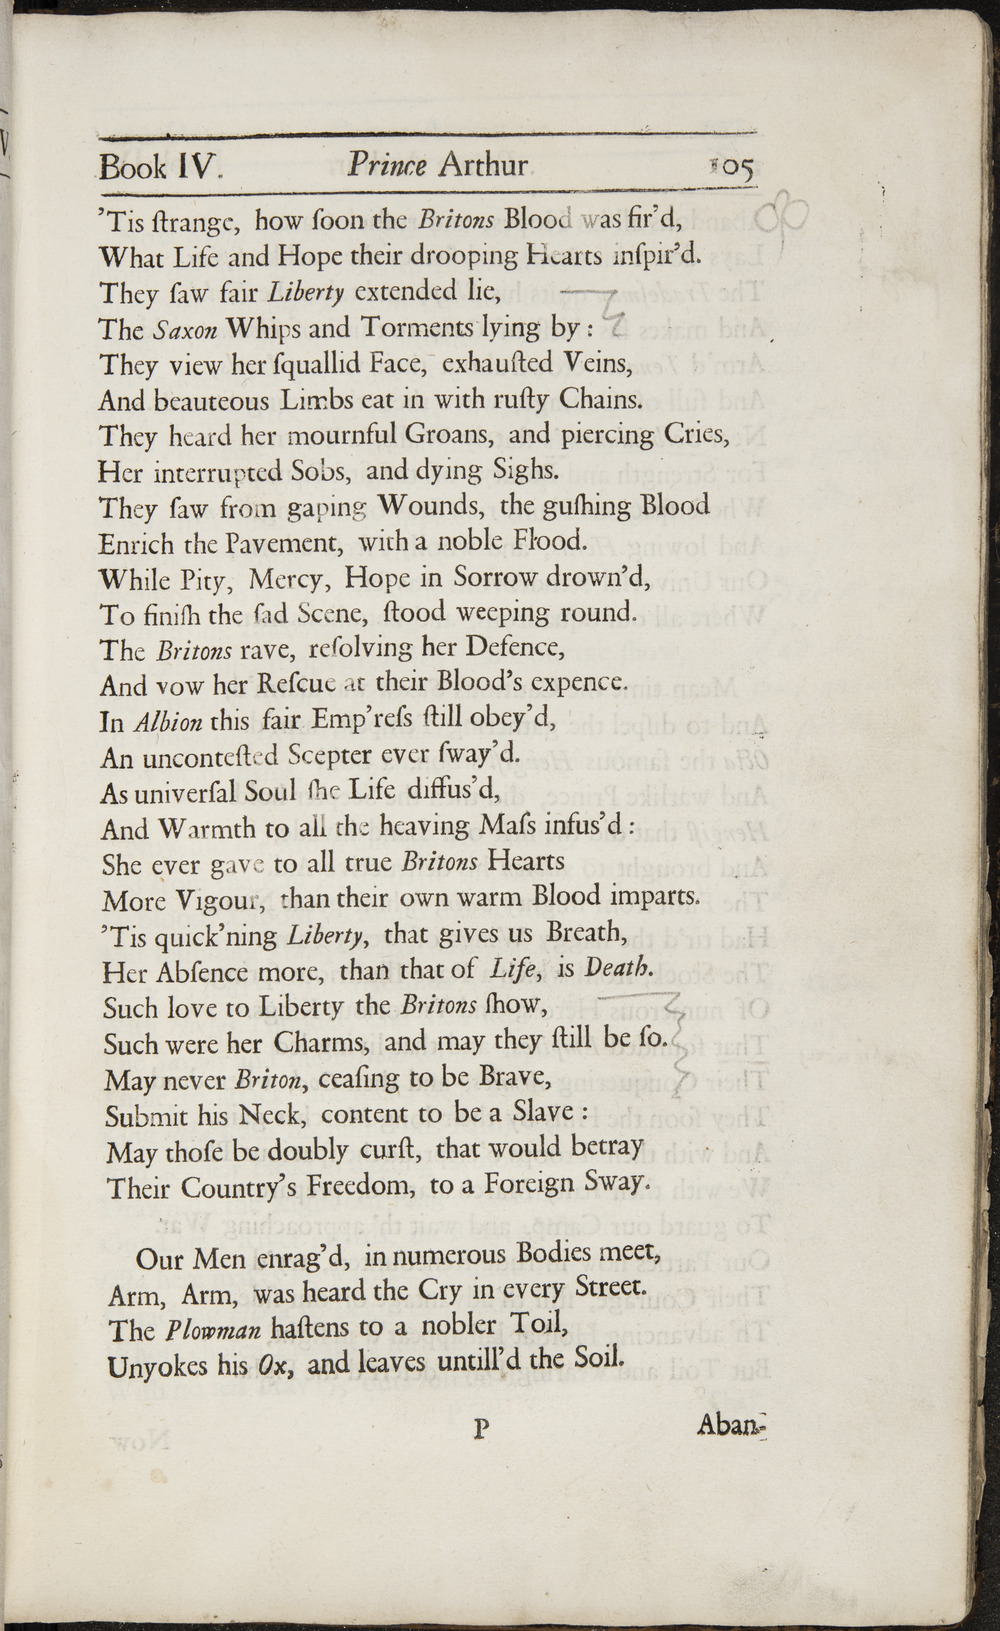 Book IV. Prince Arthur 105
’Tis ſtrange, how ſoon the Britons Blood was fir’d,
What Life and Hope their drooping Hearts inſpir’d.
They ſaw fair Liberty extended lie,
The Saxon Whips and Torments lying by :
They view her ſquallid Face, exhauſted Veins,
And beauteous Limbs eat in with ruſty Chains.
They heard her mournful Groans, and piercing Cries,
Her interrupted Sobs, and dying Sighs.
They ſaw from gaping Wounds, the guſhing Blood
Enrich the Pavement, with a noble Flood.
While Pity, Mercy, Hope in Sorrow drown’d,
To finiſh the ſad Scene, ſtood weeping round.
The Britons rave, reſolving her Defence,
And vow her Reſcue at their Blood’s expence.
In Albion this fair Emp’reſs ſtill obey’d,
An unconteſted Scepter ever ſway’d.
As univerſal Soul ſhe Life diffus’d,
And Warmth to all the heaving Maſs infus’d :
She ever gave to all true Britons Hearts
More Vigour, than their own warm Blood imparts.
’Tis quick’ning Liberty, that gives us Breath,
Her Abſence more, than that of Life, is Death.
Such love to Liberty the Britons ſhow,
Such were her Charms, and may they ſtill be ſo.
May never Briton, ceaſing to be Brave,
Submit his Neck, content to be a Slave :
May thoſe be doubly curſt, that would betray
Their Country’s Freedom, to a Foreign Sway.
Our Men enrag’d, in numerous Bodies meet,
Arm, Arm, was heard the Cry in every Street.
The Plowman haſtens to a nobler Toil,
Unyokes his Ox, and leaves untill’d the Soil.
P Aban-